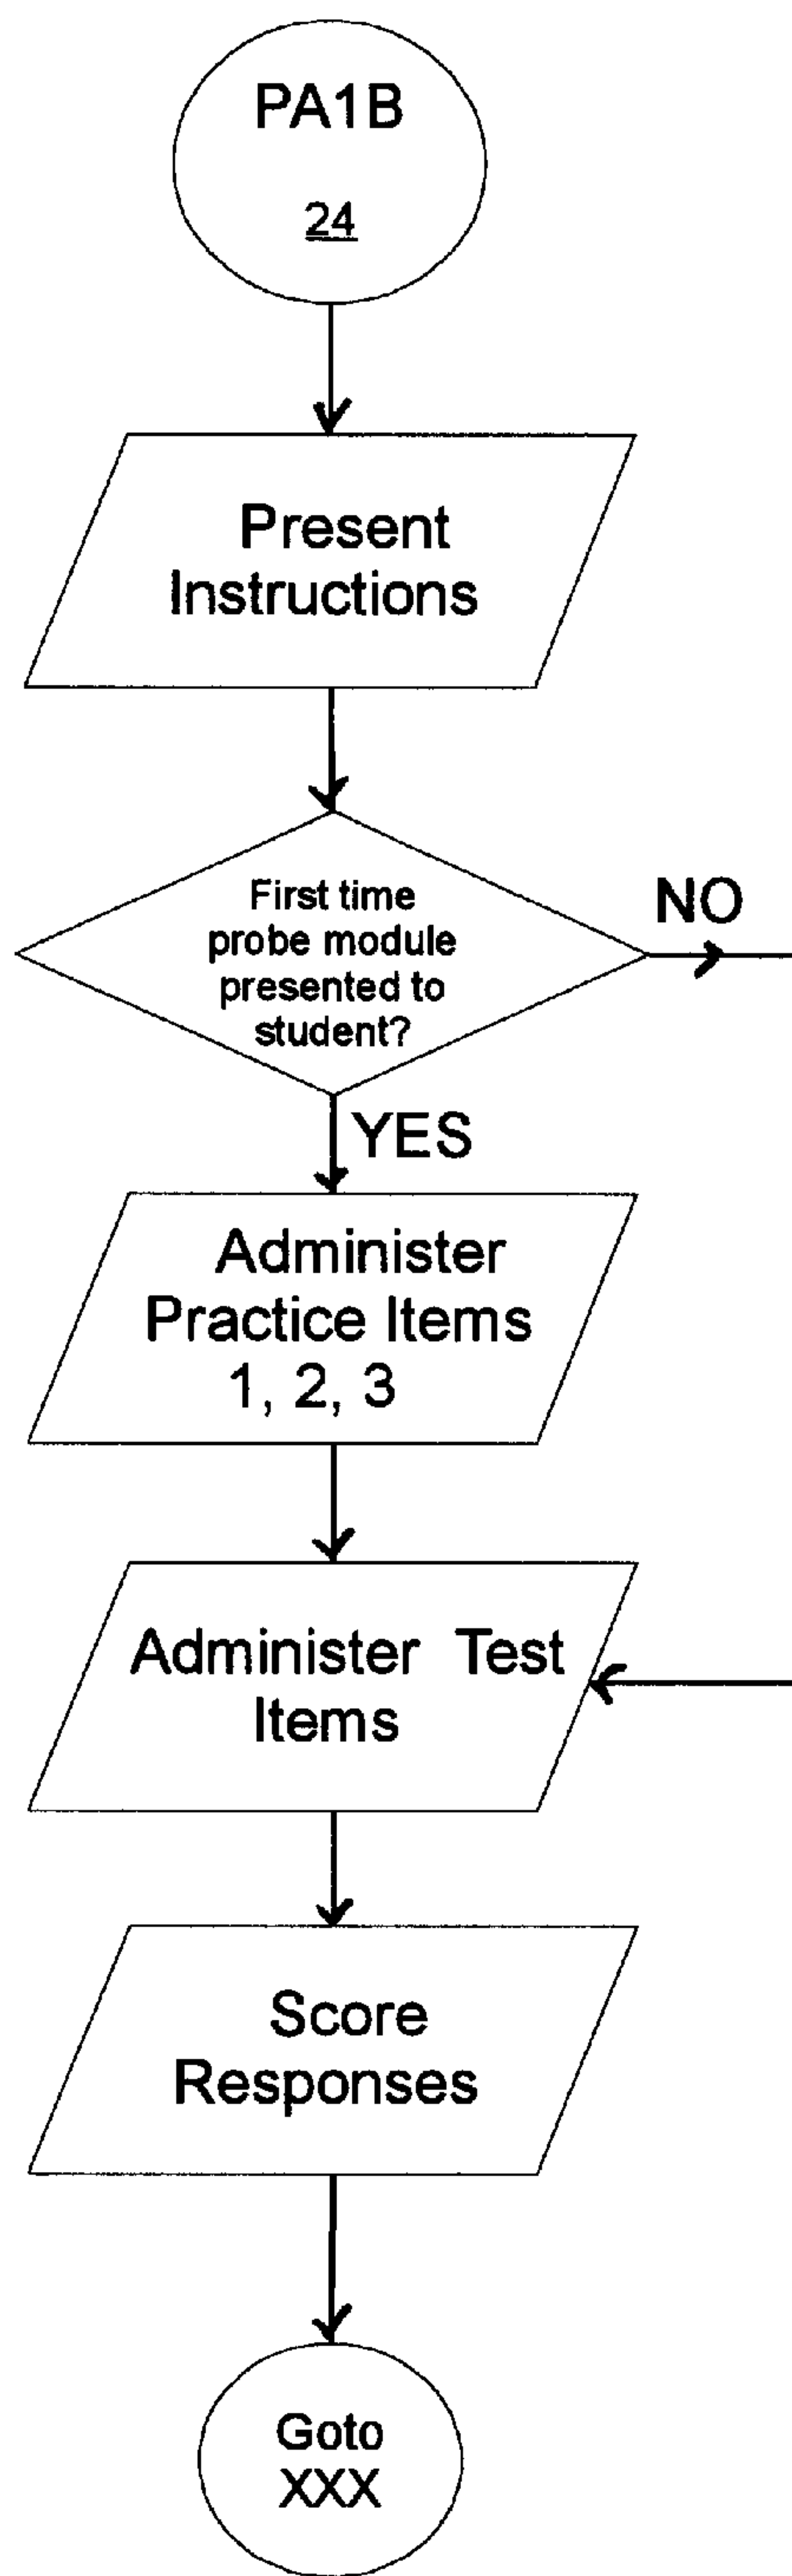 PA1B
24
Present
Instructions
First time
probe module
presented to
student?
NO
YES
Administer
Practice Items
1, 2, 3
Administer Test
Items
Score
Responses
Goto
XXX